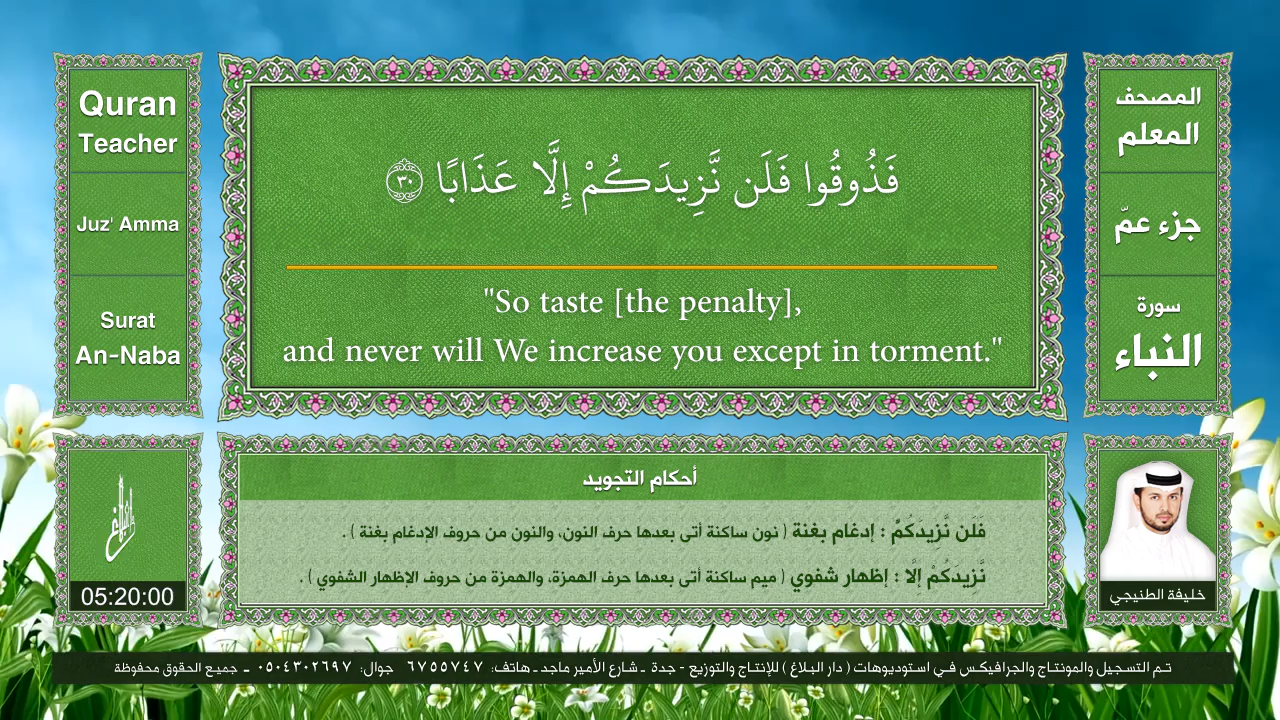 Quran
Teacher
Juz' Amma
Surat
An-Naba
فَذُوقُوا فَلَن نَّزِيدَكُمْ إِلَّا عَذَابًا ٣٠
"So taste [the penalty],
and never will We increase you except in torment."
المصحف
المعلم
جزء عمّ
سورة
النباء
05:20:00
أحكام التجويد
فَلَن نَّزِيدَكُمْ : إدغام بغنة ( نون ساكنة أتى بعدها حرف النون، والنون من حروف الإدغام بغنة ) .
نَّزِيدَكُمْ إِلَّا : إظهار شفوي ( ميم ساكنة أتى بعدها حرف الهمزة، والهمزة من حروف الإظهار الشفوي ) .
خليفة الطنيجي
تم التسجيل والمونتاج والجرافيكس في استوديوهات ( دار البلاغ ) للإنتاج والتوزيع - جدة ـ شارع الأمير ماجد ـ هاتف: ٦٧٥٥٧٤٧ جوال: ٠٥٠٤٣٠٢٦٩٧ ـ جميع الحقوق محفوظة